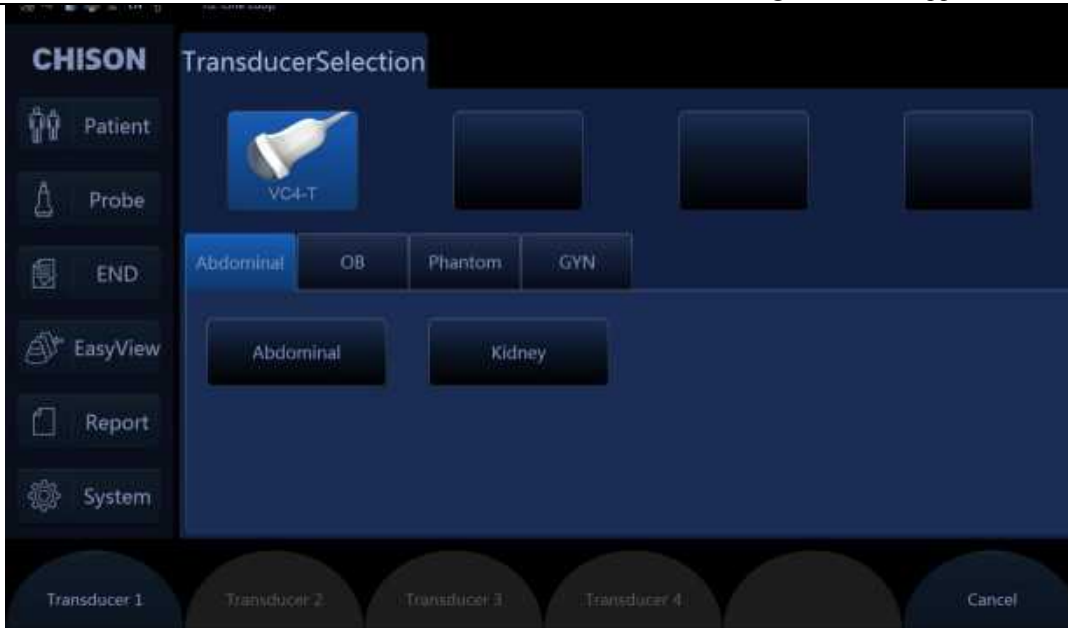 CHISON
TransducerSelection
Patient
Probe
END
EasyView
Report
System
VC4-T
Abdominal OB Phantom GYN
Abdominal Kidney
Transducer 1 Transducer 2 Transducer 3 Transducer 4 Cancel